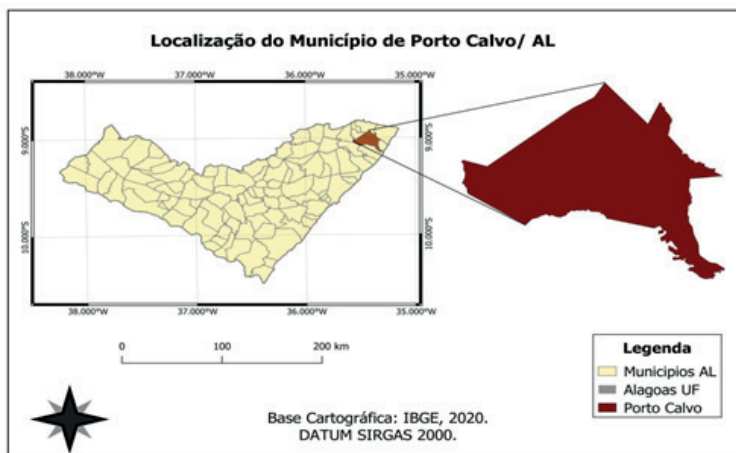 Localização do Município de Porto Calvo/ AL
38.000°W 37.000°W 36.000°W 35.000°W
9.000°S 9.000°S
10.000°S 10.000°S
38.000°W 37.000°W 36.000°W 35.000°W
0 100 200 km
Legenda
Municipios AL
Alagoas UF
Porto Calvo
Base Cartográfica: IBGE, 2020.
DATUM SIRGAS 2000.